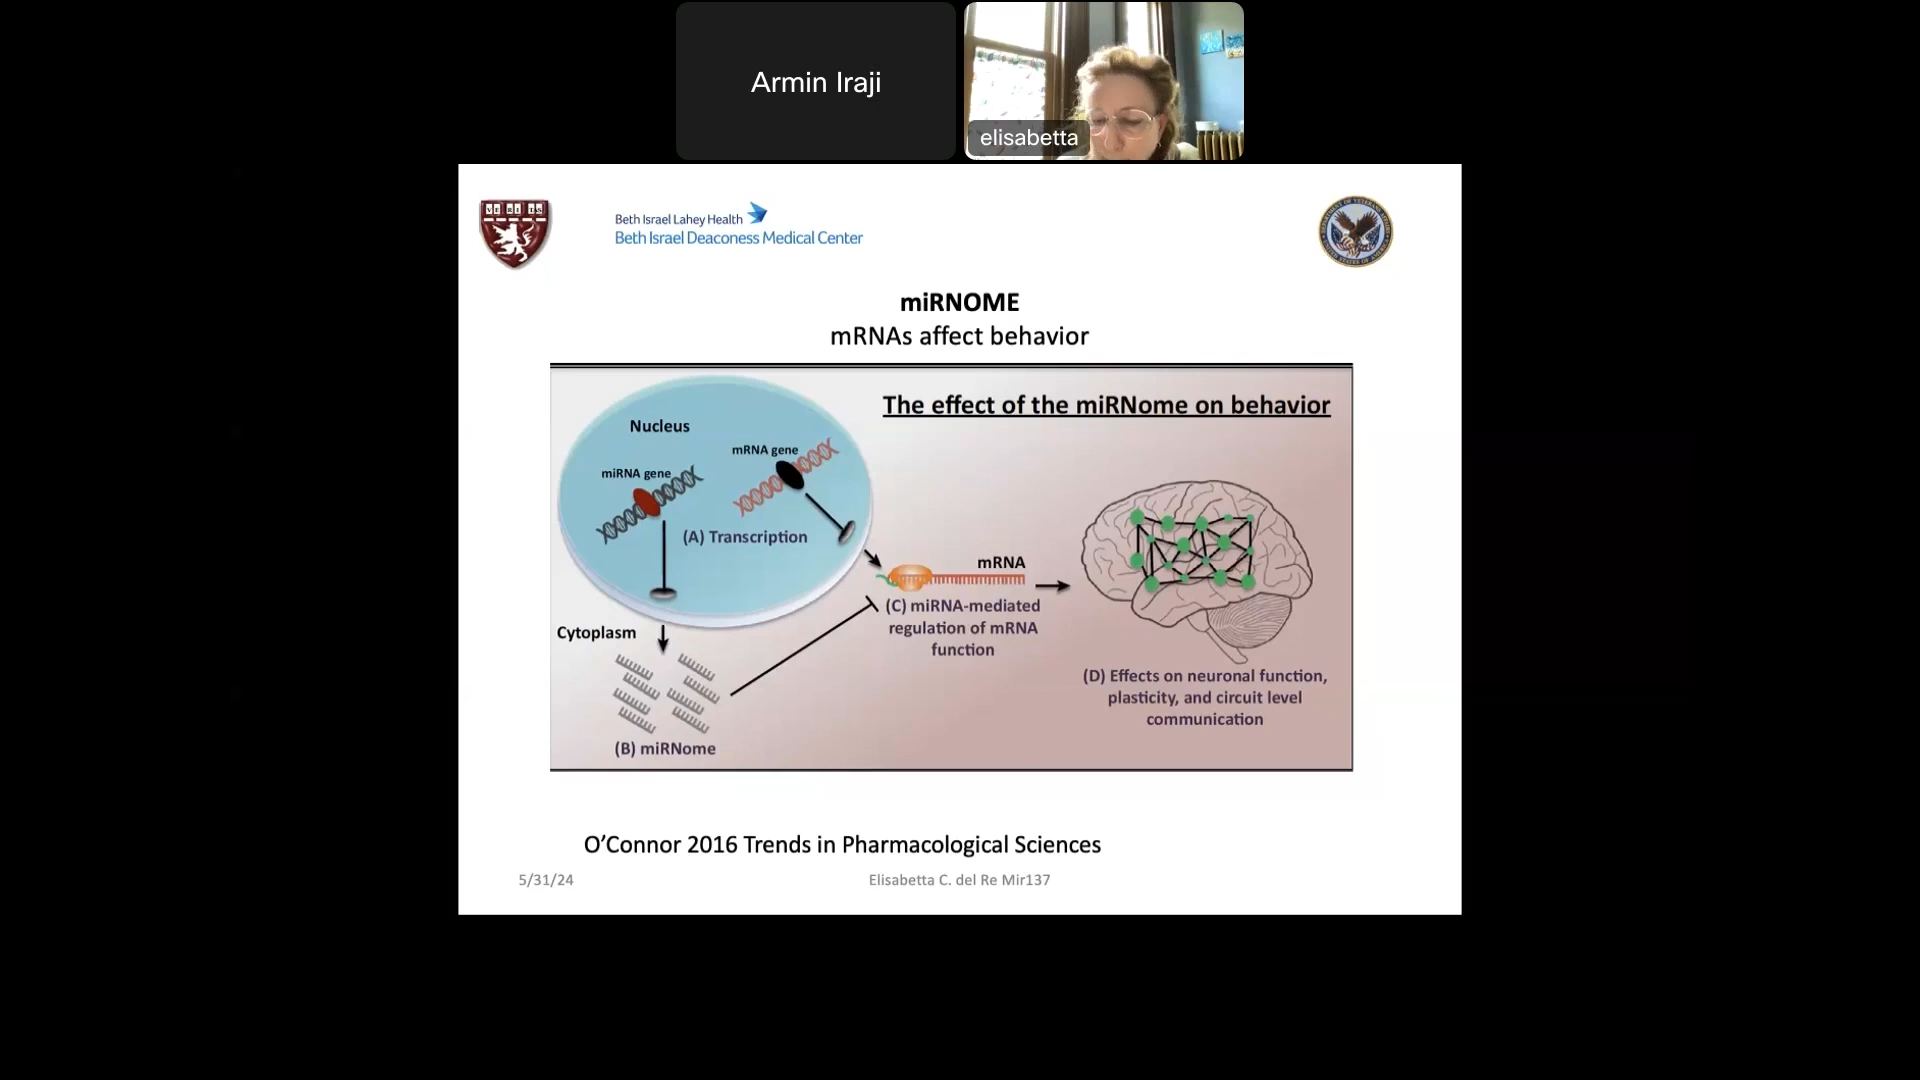 Armin Iraji
elisabetta
VE RI TAS
Beth Israel Lahey Health
Beth Israel Deaconess Medical Center
miRNOME
mRNAs affect behavior
The effect of the miRNome on behavior
Nucleus
mRNA gene
miRNA gene
(A) Transcription
mRNA
(C) miRNA-mediated
regulation of mRNA
function
Cytoplasm
(B) miRNome
(D) Effects on neuronal function,
plasticity, and circuit level
communication
O’Connor 2016 Trends in Pharmacological Sciences
5/31/24
Elisabetta C. del Re Mir137